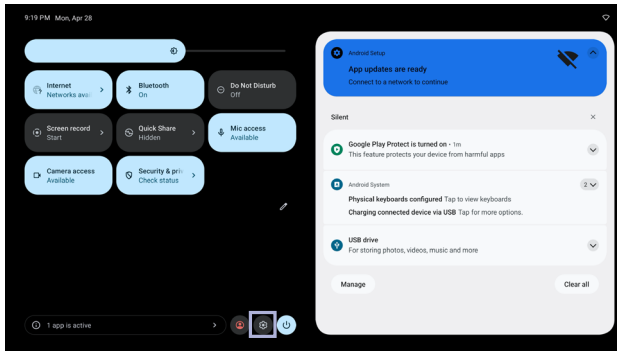 9:19 PM Mon, Apr 28
Internet
Networks avai
Bluetooth
On
Do Not Disturb
Off
Screen record
Start
Quick Share
Hidden
Mic access
Available
Camera access
Available
Security & priv
Check status
1 app is active
Android Setup
App updates are ready
Connect to a network to continue
Silent
Google Play Protect is turned on • 1m
This feature protects your device from harmful apps
Android System
2
Physical keyboards configured Tap to view keyboards
Charging connected device via USB Tap for more options.
USB drive
For storing photos, videos, music and more
Manage
Clear all